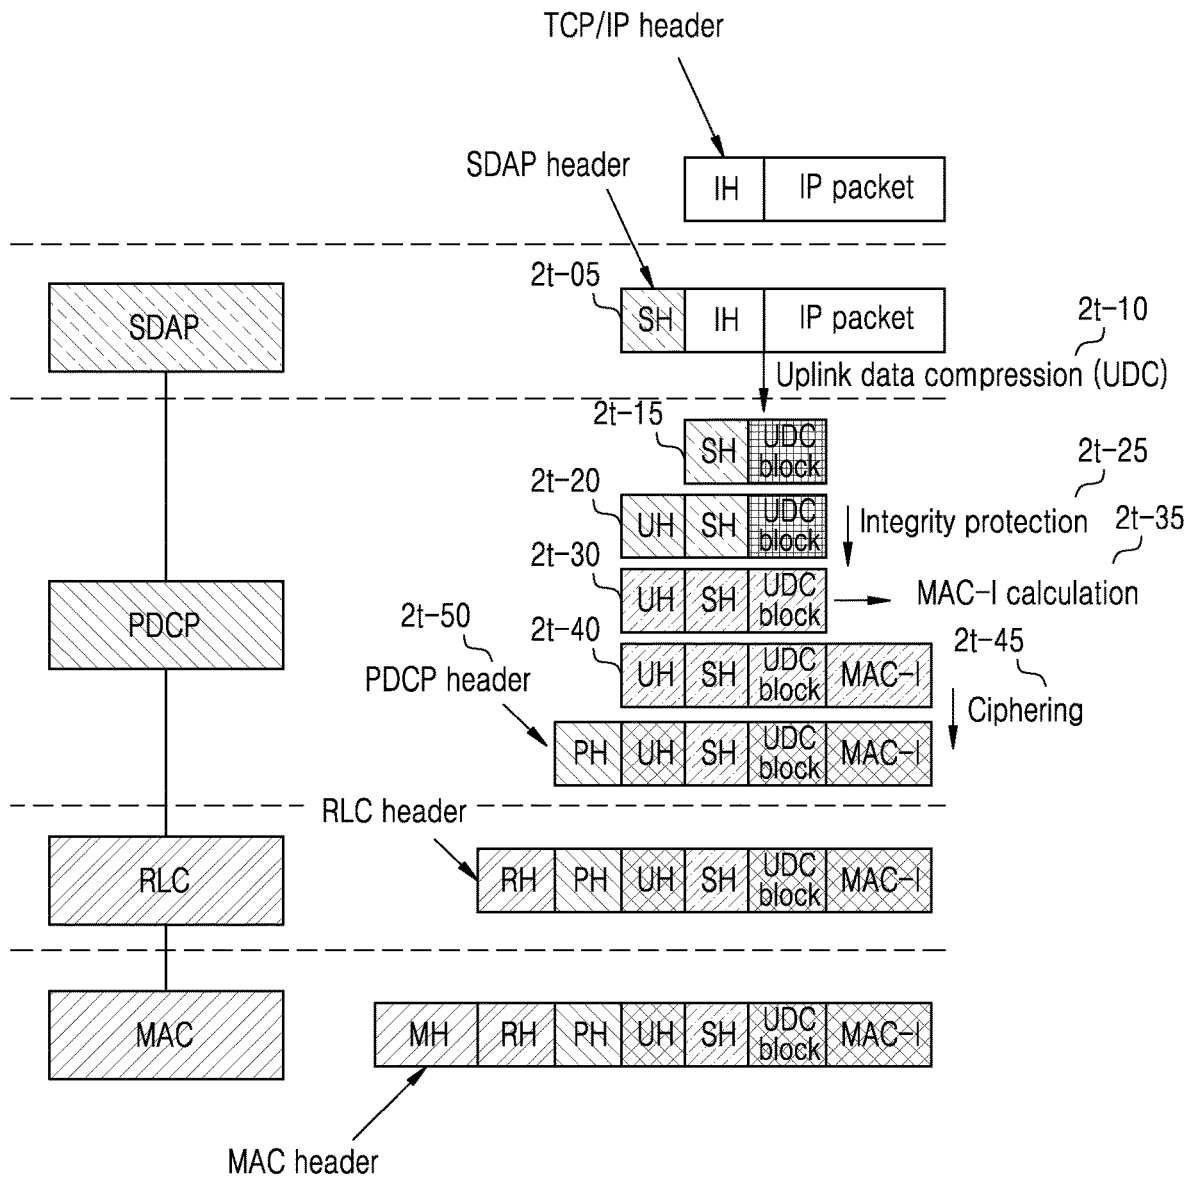 TCP/IP header
SDAP header
IH IP packet
2t-05
SDAP
SH IH IP packet
2t-10
Uplink data compression (UDC)
2t-15
SH UDC
block
2t-25
2t-20
UH SH UDC
block
Integrity protection
2t-35
2t-30
UH SH UDC
block
MAC-I calculation
PDCP
2t-50
PDCP header
2t-40
UH SH UDC
block MAC-I
2t-45
Ciphering
PH UH SH UDC
block MAC-I
RLC header
RLC
RH PH UH SH UDC
block MAC-I
MAC
MH RH PH UH SH UDC
block MAC-I
MAC header